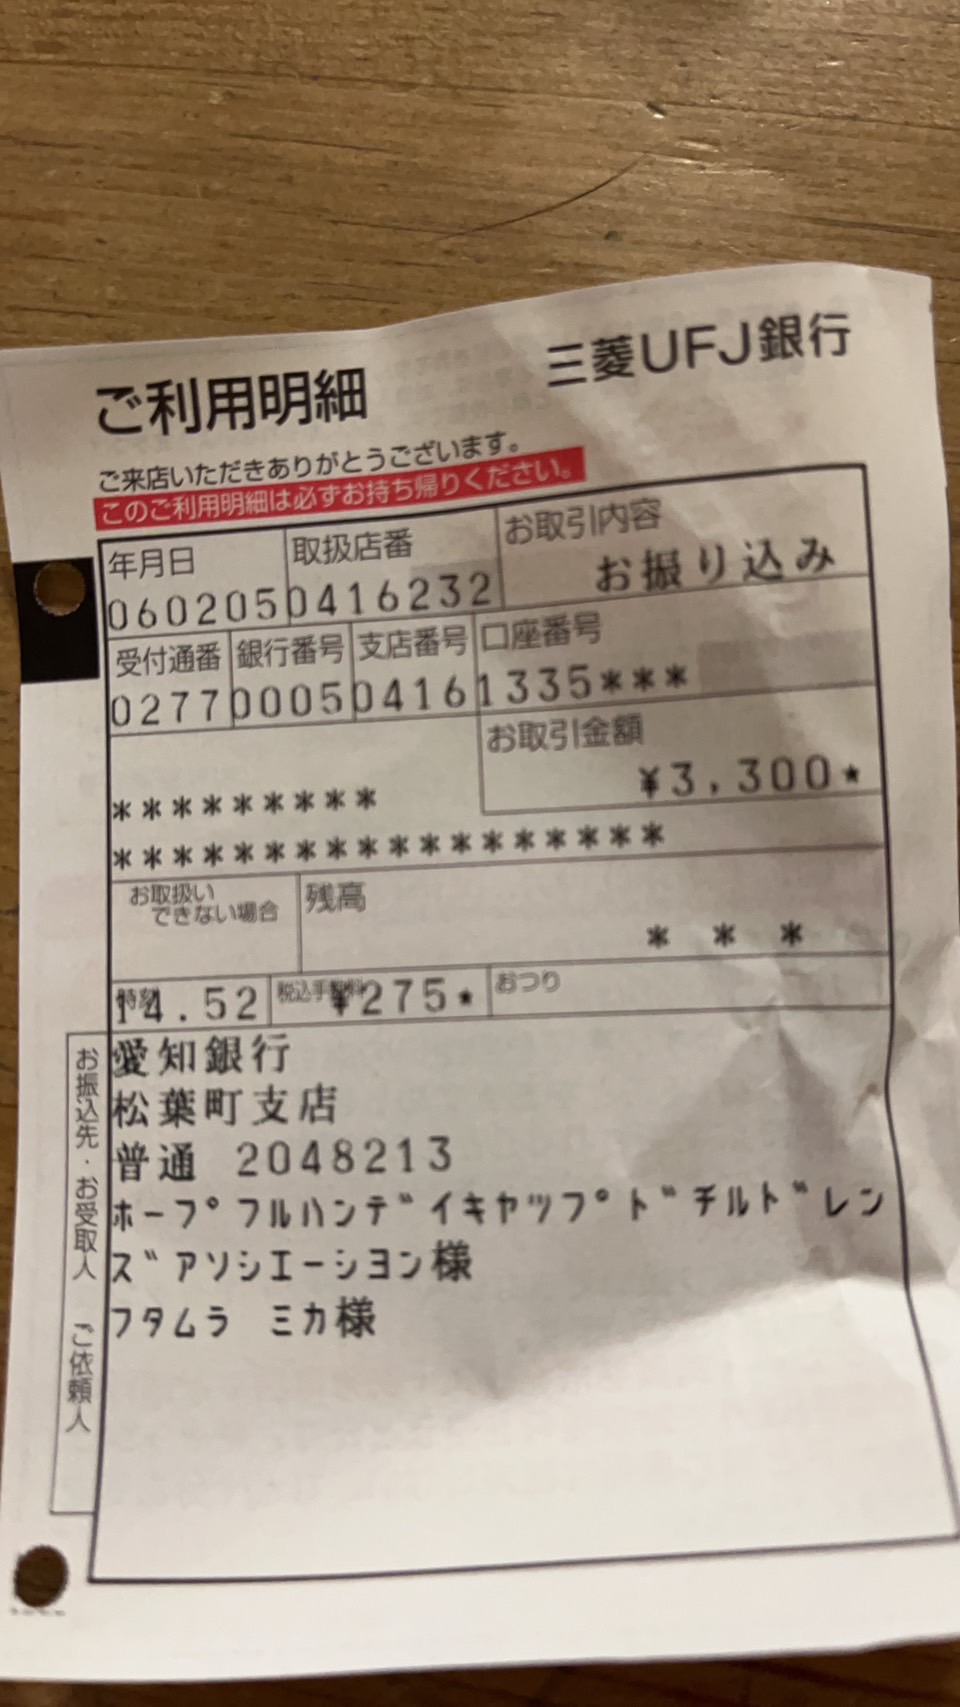 三菱UFJ銀行
ご利用明細
ご来店いただきありがとうございます。
このご利用明細は必ずお持ち帰りください。
年月日 取扱店番 お取引内容
060205 0416232 お振り込み
受付通番 銀行番号 支店番号 口座番号
0277 0005 0416 1335***
お取引金額
¥3,300★
*********
******************
お取扱いできない場合 残高
* * *
時刻 税込手数料 おつり
14.52 ¥275★
お振込先・お受取人 ご依頼人
愛知銀行
松葉町支店
普通 2048213
ホープフルハンディキャップドチルドレン
ズアソシエーション様
フタムラ ミカ様